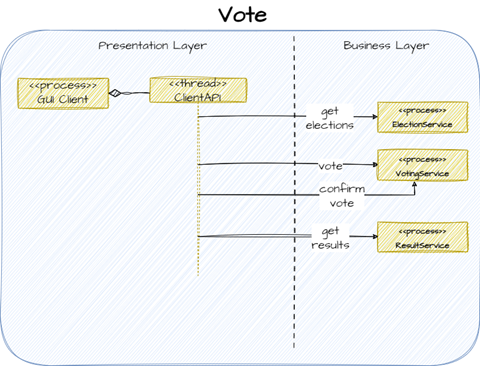 Vote
Presentation Layer
Business Layer
<<process>>
GUI Client
<<thread>>
ClientAPI
get
elections
<<process>>
ElectionService
vote
<<process>>
VotingService
confirm
vote
get
results
<<process>>
ResultService